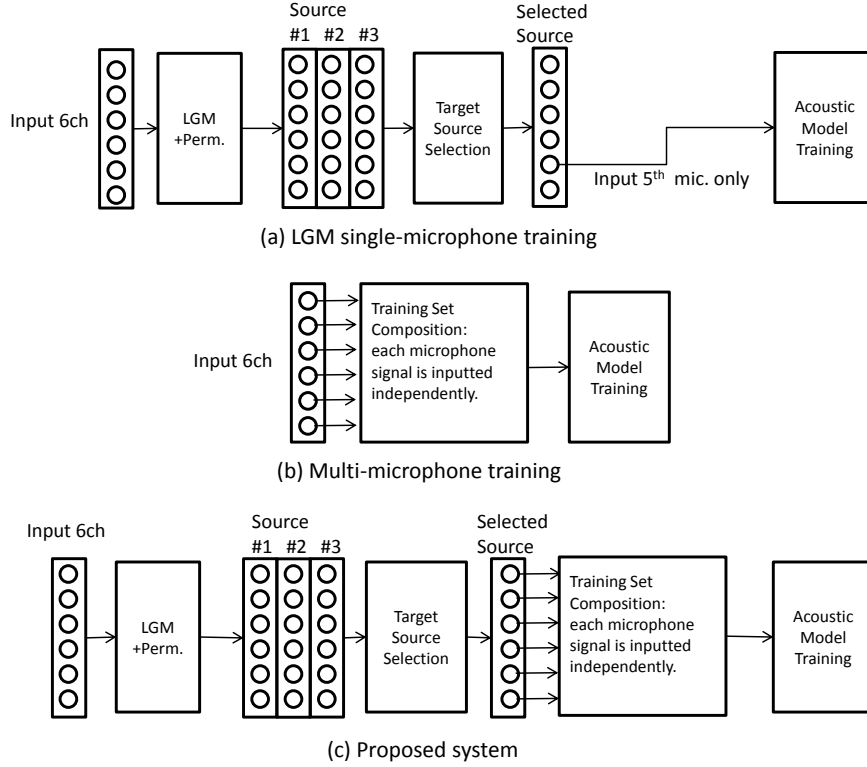 Source
#1 #2 #3
Selected
Source
Input 6ch
LGM
+Perm.
Target
Source
Selection
Acoustic
Model
Training
Input 5th mic. only
(a) LGM single-microphone training
Input 6ch
Training Set
Composition:
each microphone
signal is inputted
independently.
Acoustic
Model
Training
(b) Multi-microphone training
Input 6ch
Source
#1 #2 #3
Selected
Source
LGM
+Perm.
Target
Source
Selection
Training Set
Composition:
each microphone
signal is inputted
independently.
Acoustic
Model
Training
(c) Proposed system